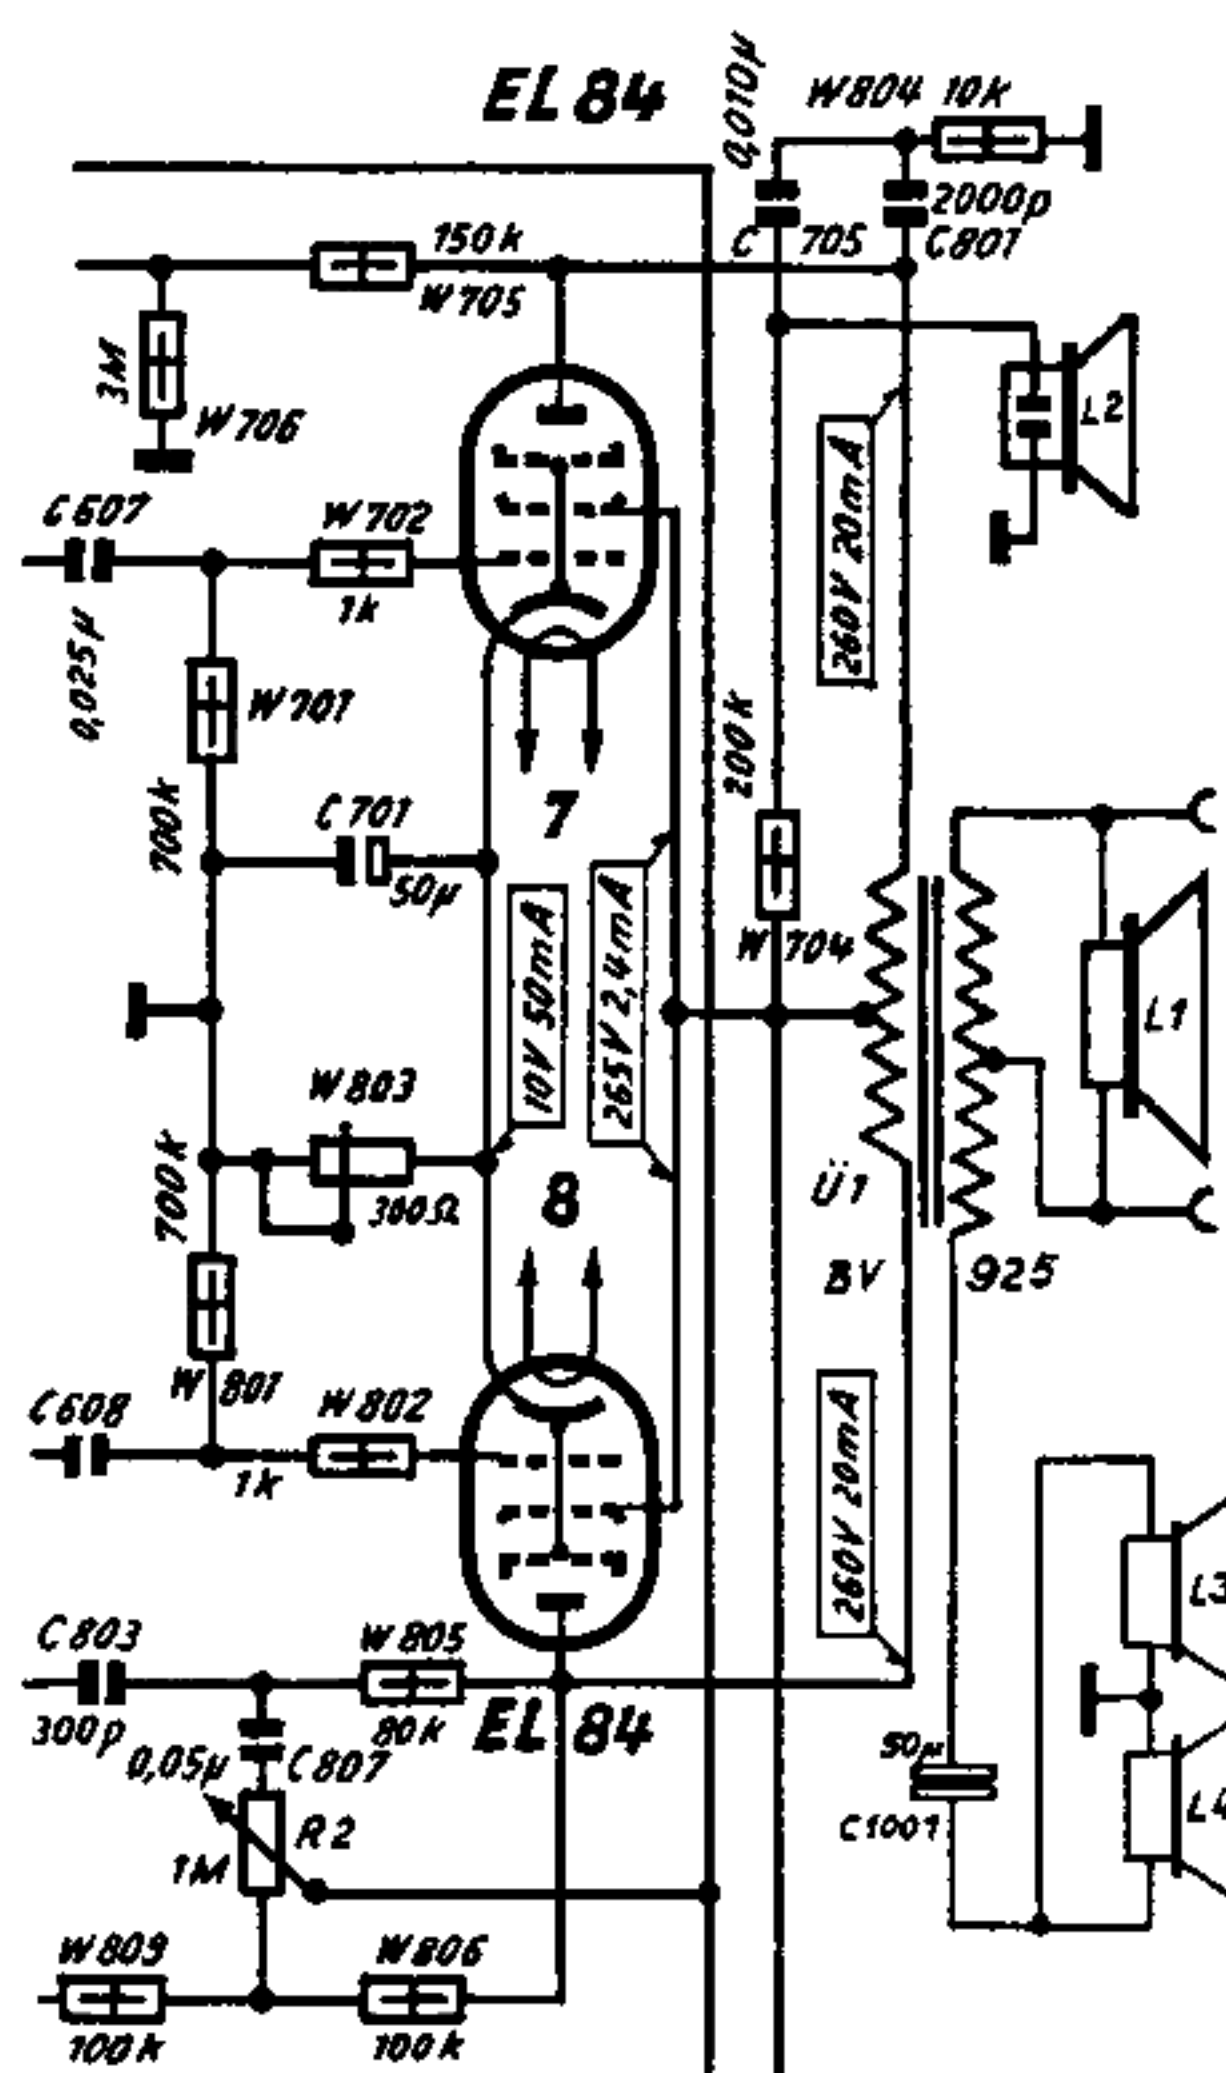 EL 84
0,010µ
W804 10k
2000p
C 705
C801
150k
W705
3M
W706
L2
C607
W702
1k
0,025µ
W701
260V 20mA
200k
7
C701
700k
50µ
10V 50mA
265V 2,4mA
W 704
L1
W803
700k
300Ω
8
Ü1
BV 925
W 801
C608
W802
1k
260V 20mA
L3
C803
W805
300p
80k
EL 84
0,05µ
C807
50µ
R2
1M
C1001
L4
W809
W806
100k
100k